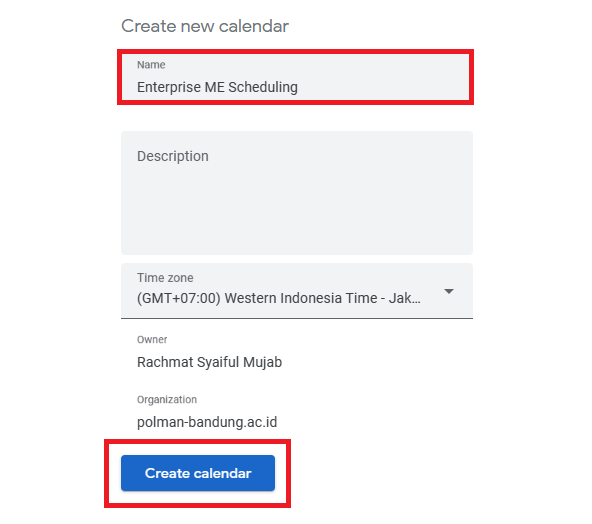 Create new calendar
Name
Enterprise ME Scheduling
Description
Time zone
(GMT+07:00) Western Indonesia Time - Jak...
Owner
Rachmat Syaiful Mujab
Organization
polman-bandung.ac.id
Create calendar